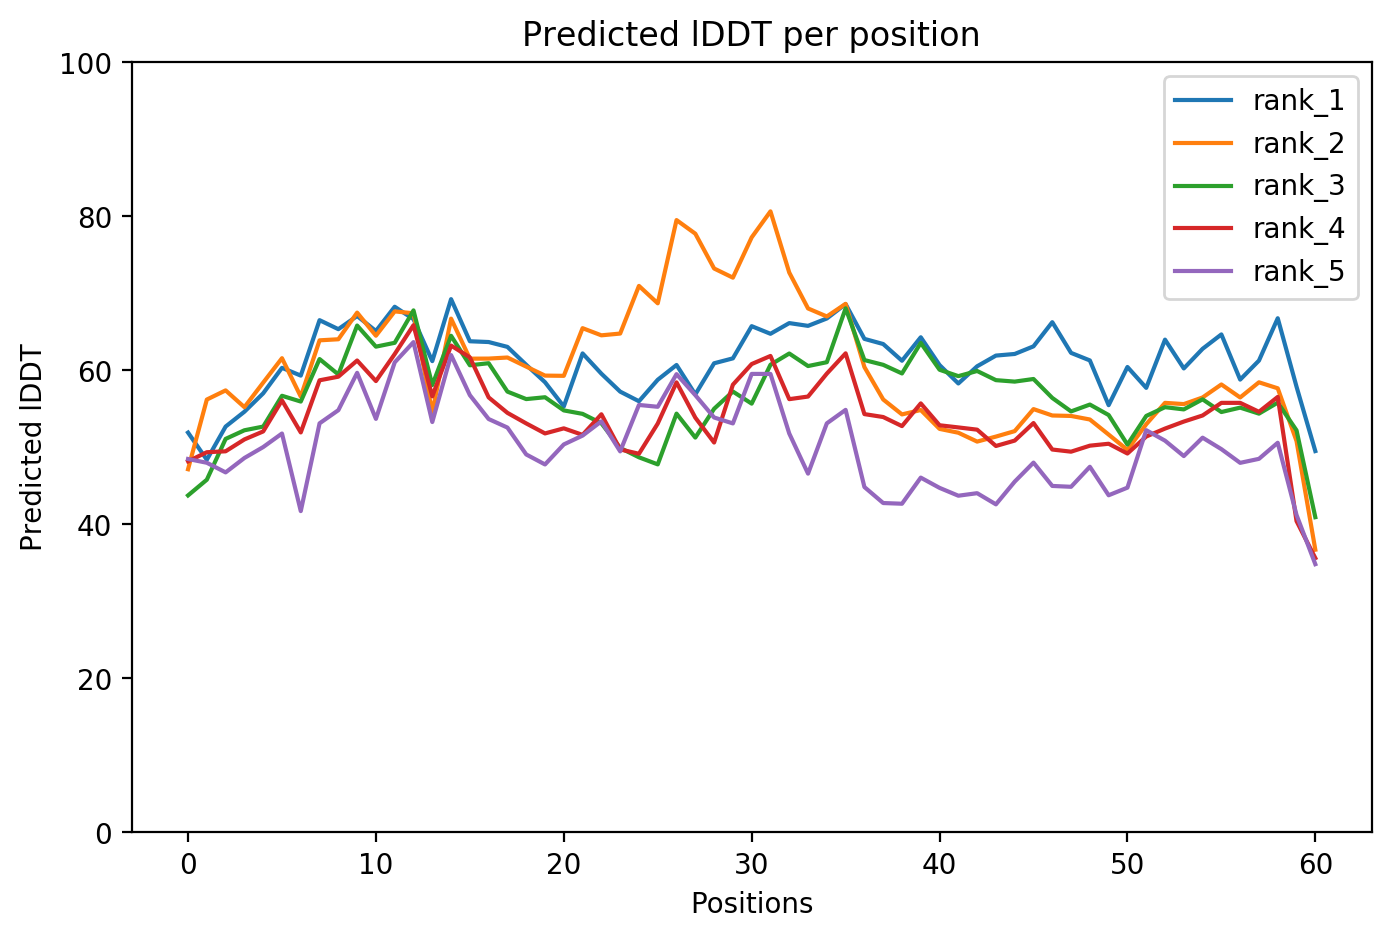 Predicted lDDT per position
100
80
60
40
20
0
Predicted lDDT
0 10 20 30 40 50 60
Positions
rank_1
rank_2
rank_3
rank_4
rank_5